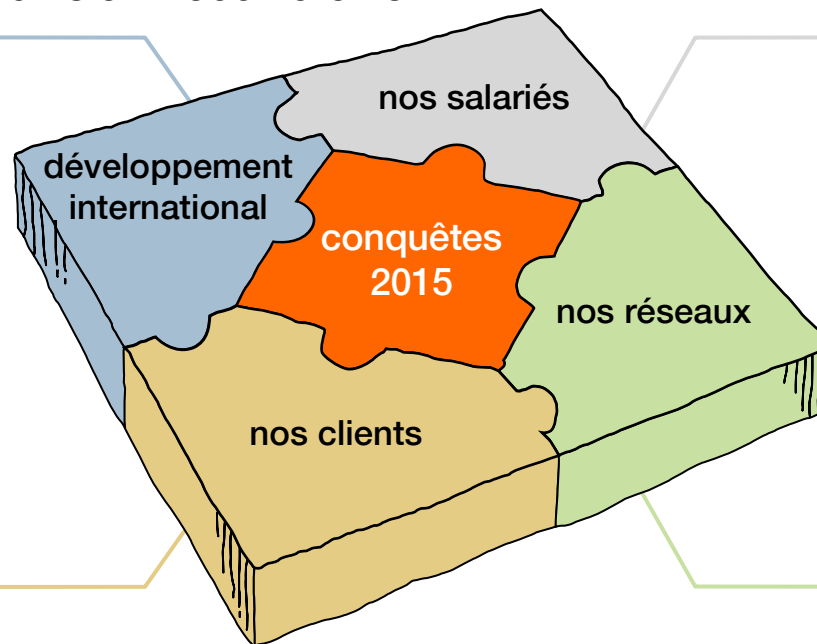 nos salariés
développement
international
conquêtes
2015
nos réseaux
nos clients